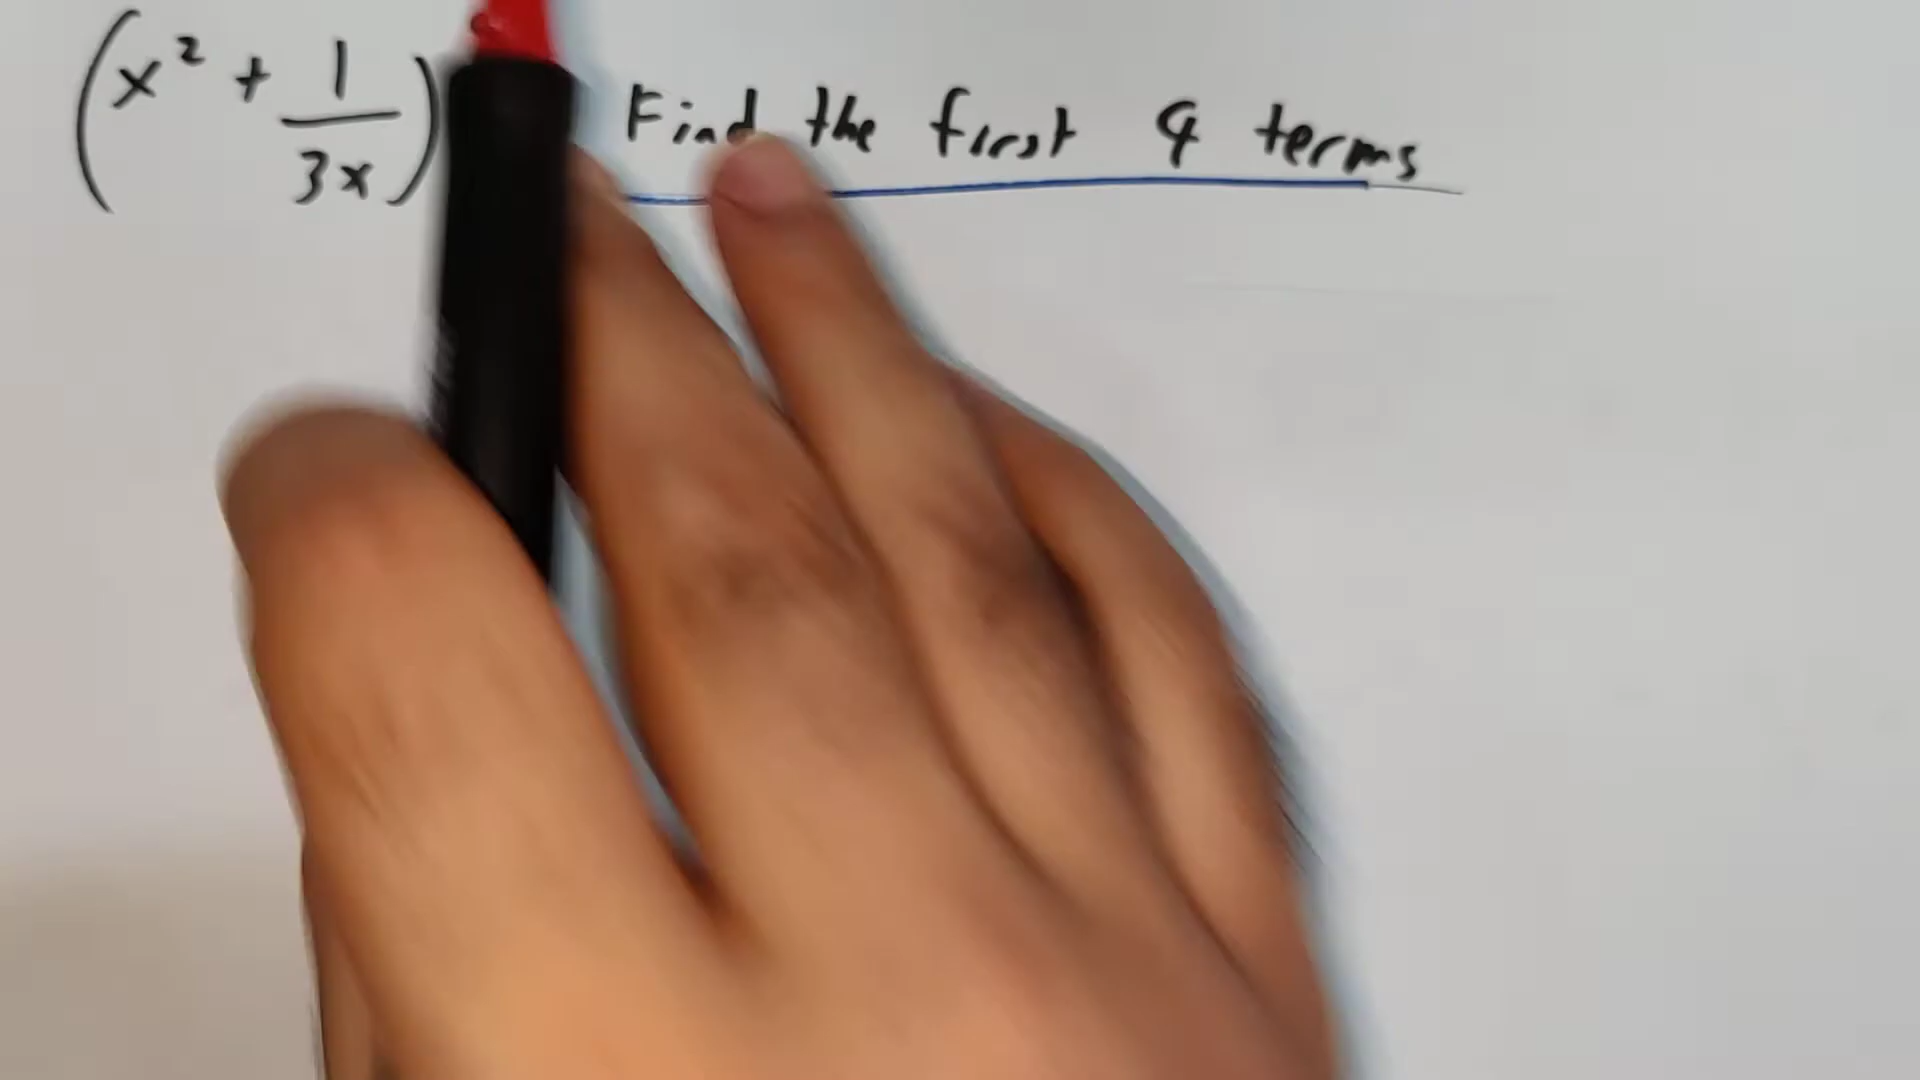 (x² + 1/3x) Find the first 4 terms